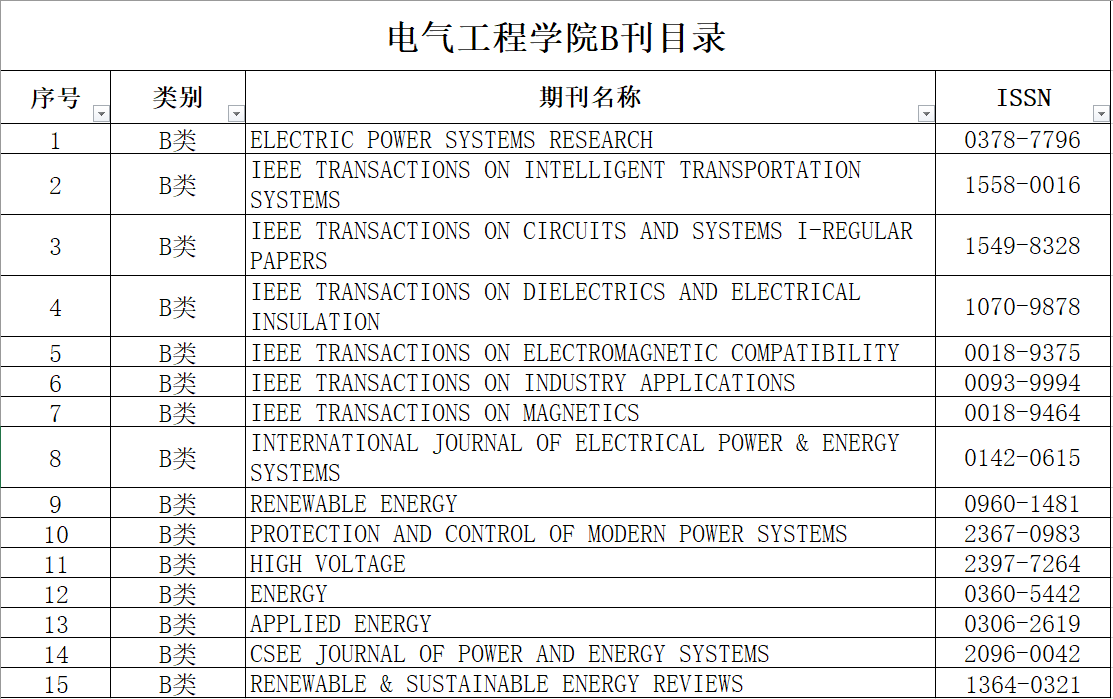 电气工程学院B刊目录
序号 类别 期刊名称 ISSN
1 B类 ELECTRIC POWER SYSTEMS RESEARCH 0378-7796
2 B类 IEEE TRANSACTIONS ON INTELLIGENT TRANSPORTATION
SYSTEMS 1558-0016
3 B类 IEEE TRANSACTIONS ON CIRCUITS AND SYSTEMS I-REGULAR
PAPERS 1549-8328
4 B类 IEEE TRANSACTIONS ON DIELECTRICS AND ELECTRICAL
INSULATION 1070-9878
5 B类 IEEE TRANSACTIONS ON ELECTROMAGNETIC COMPATIBILITY 0018-9375
6 B类 IEEE TRANSACTIONS ON INDUSTRY APPLICATIONS 0093-9994
7 B类 IEEE TRANSACTIONS ON MAGNETICS 0018-9464
8 B类 INTERNATIONAL JOURNAL OF ELECTRICAL POWER & ENERGY
SYSTEMS 0142-0615
9 B类 RENEWABLE ENERGY 0960-1481
10 B类 PROTECTION AND CONTROL OF MODERN POWER SYSTEMS 2367-0983
11 B类 HIGH VOLTAGE 2397-7264
12 B类 ENERGY 0360-5442
13 B类 APPLIED ENERGY 0306-2619
14 B类 CSEE JOURNAL OF POWER AND ENERGY SYSTEMS 2096-0042
15 B类 RENEWABLE & SUSTAINABLE ENERGY REVIEWS 1364-0321